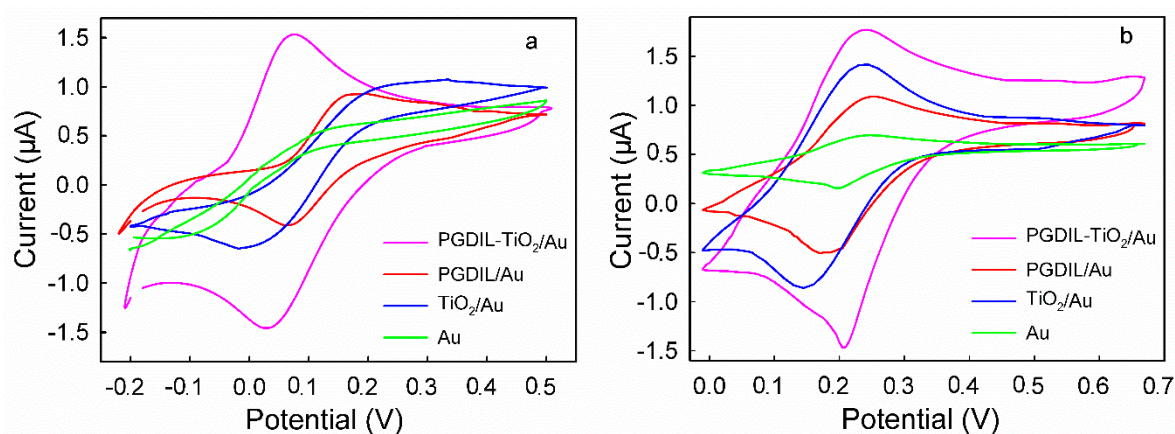 a
1.5
1.0
0.5
0.0
-0.5
-1.0
-1.5
Current (µA)
PGDIL-TiO₂/Au
PGDIL/Au
TiO₂/Au
Au
-0.2 -0.1 0.0 0.1 0.2 0.3 0.4 0.5
Potential (V)
b
1.5
1.0
0.5
0.0
-0.5
-1.0
-1.5
Current (µA)
PGDIL-TiO₂/Au
PGDIL/Au
TiO₂/Au
Au
0.0 0.1 0.2 0.3 0.4 0.5 0.6 0.7
Potential (V)